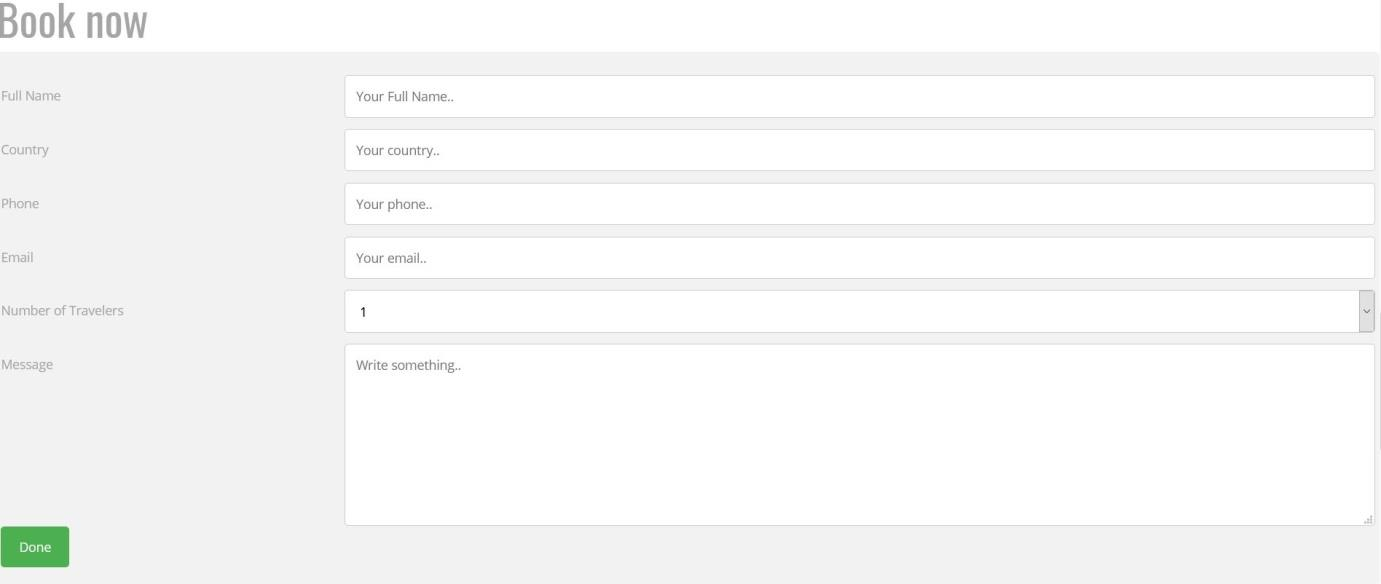 Book now
Full Name
Your Full Name..
Country
Your country..
Phone
Your phone..
Email
Your email..
Number of Travelers
1
Message
Write something..
Done